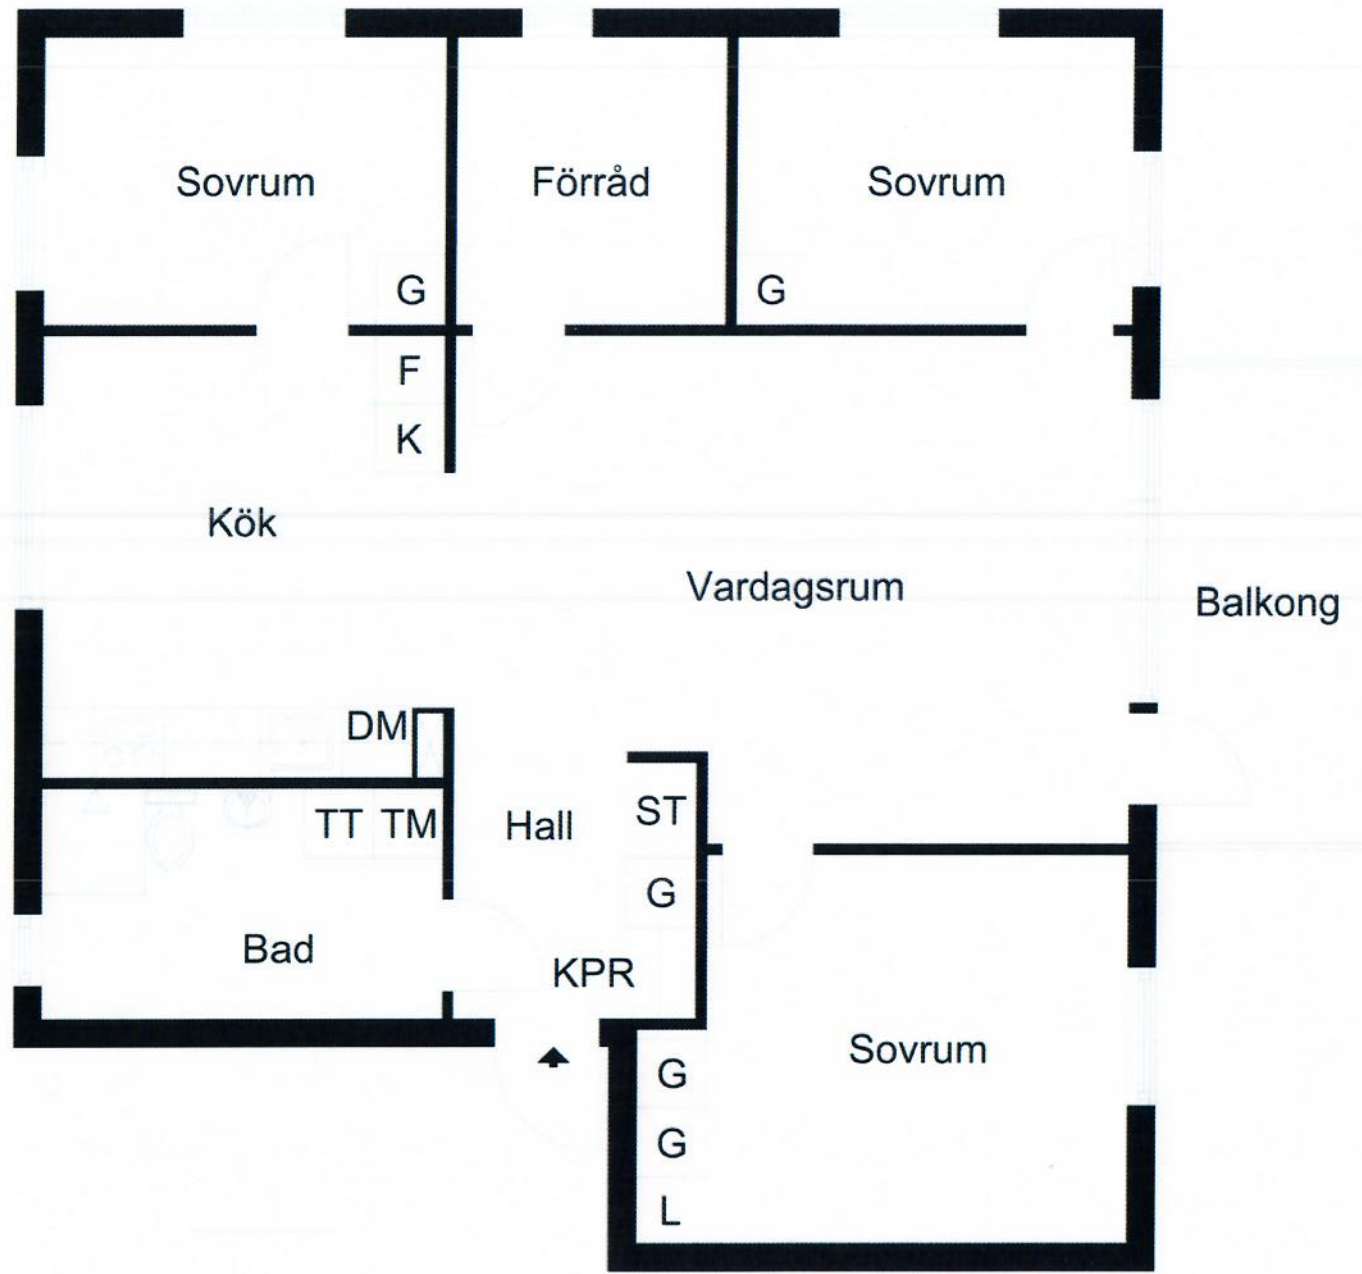 Sovrum
Förråd
Sovrum
G
G
F
K
Kök
Vardagsrum
Balkong
DM
TT TM
Hall
ST
G
Bad
KPR
Sovrum
G
G
L